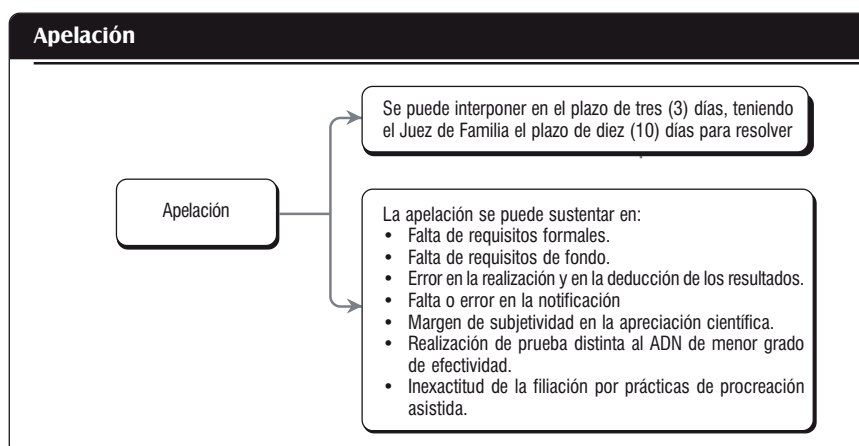 Apelación
Se puede interponer en el plazo de tres (3) días, teniendo
el Juez de Familia el plazo de diez (10) días para resolver
Apelación
La apelación se puede sustentar en:
• Falta de requisitos formales.
• Falta de requisitos de fondo.
• Error en la realización y en la deducción de los resultados.
• Falta o error en la notificación
• Margen de subjetividad en la apreciación científica.
• Realización de prueba distinta al ADN de menor grado
de efectividad.
• Inexactitud de la filiación por prácticas de procreación
asistida.